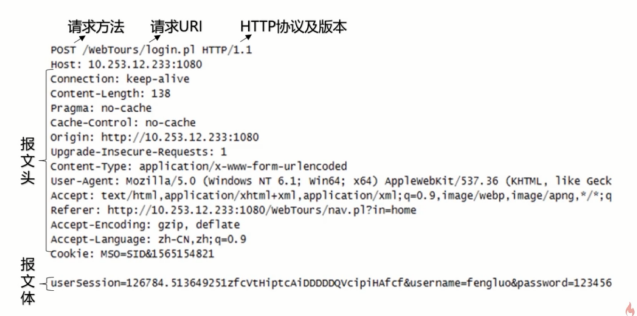 请求方法 请求URI HTTP协议及版本
POST /WebTours/login.pl HTTP/1.1
Host: 10.253.12.233:1080
Connection: keep-alive
Content-Length: 138
Pragma: no-cache
Cache-Control: no-cache
Origin: http://10.253.12.233:1080
Upgrade-Insecure-Requests: 1
Content-Type: application/x-www-form-urlencoded
User-Agent: Mozilla/5.0 (Windows NT 6.1; Win64; x64) AppleWebKit/537.36 (KHTML, like Geck
Accept: text/html,application/xhtml+xml,application/xml;q=0.9,image/webp,image/apng,*/*;q
Referer: http://10.253.12.233:1080/WebTours/nav.pl?in=home
Accept-Encoding: gzip, deflate
Accept-Language: zh-CN,zh;q=0.9
Cookie: MSO=SID&1565154821
报文头
userSession=126784.513649251zfcVtHiptcAiDDDDDQVcipiHAfcf&username=fengluo&password=123456
报文体